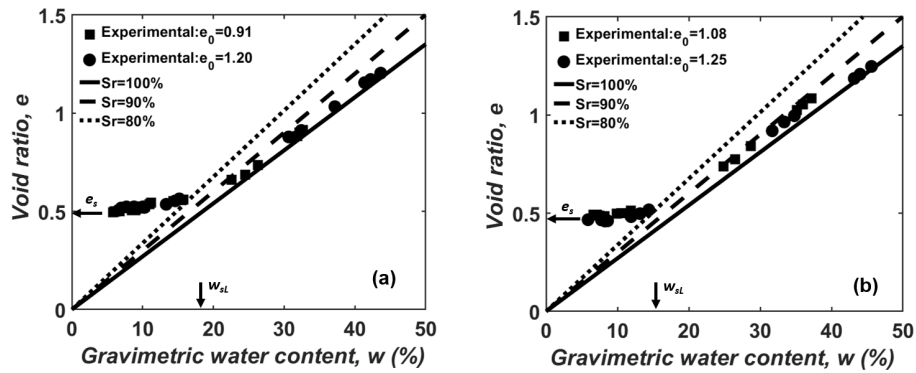 1.5
1
0.5
0
Void ratio, e
Experimental:e0=0.91
Experimental:e0=1.20
Sr=100%
Sr=90%
Sr=80%
es
wsL
(a)
0 10 20 30 40 50
Gravimetric water content, w (%)
1.5
1
0.5
0
Void ratio, e
Experimental:e0=1.08
Experimental:e0=1.25
Sr=100%
Sr=90%
Sr=80%
es
wsL
(b)
0 10 20 30 40 50
Gravimetric water content, w (%)